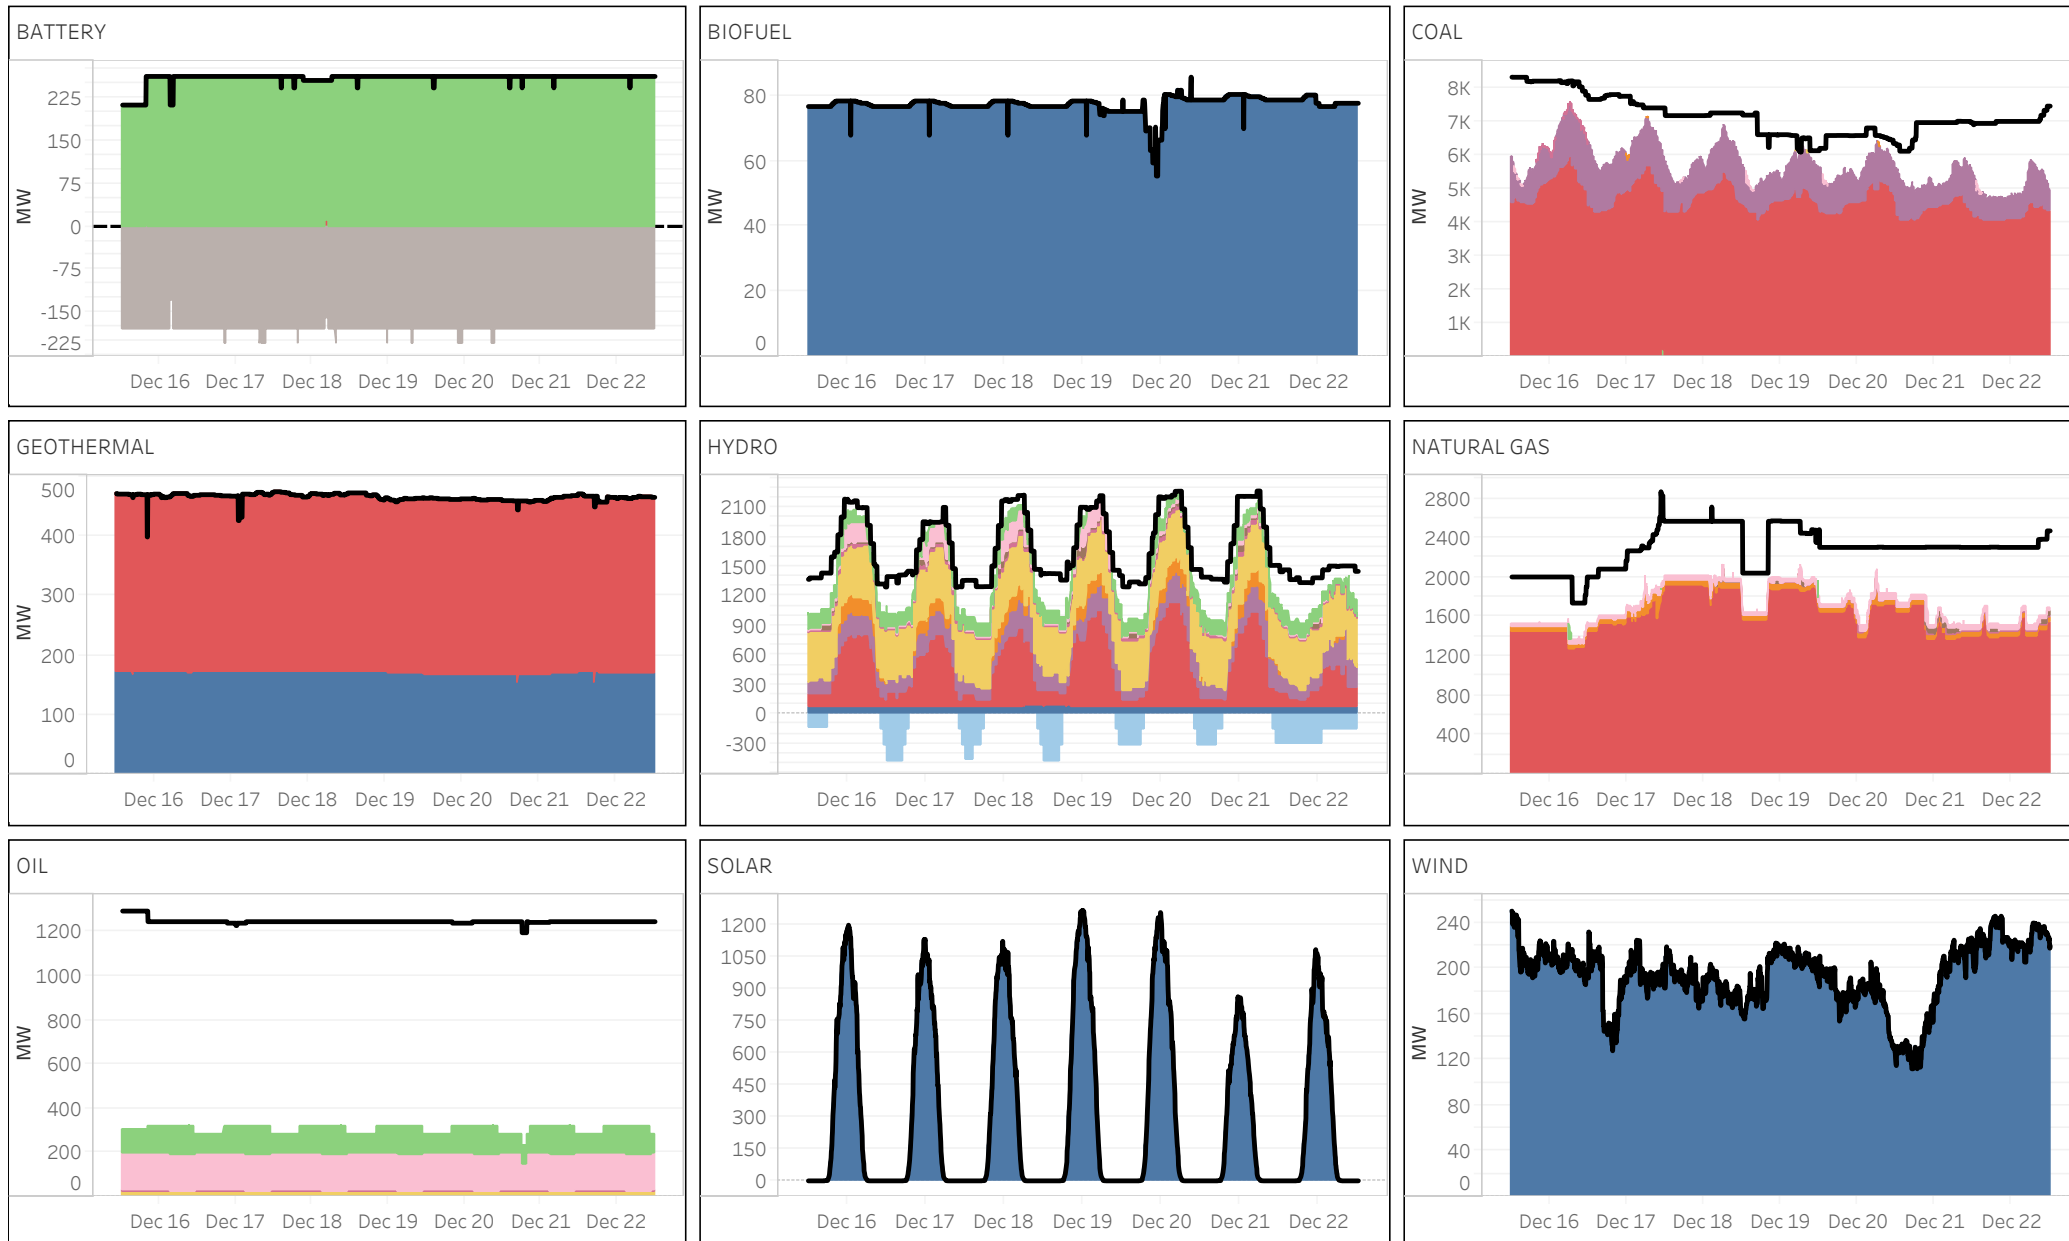 BATTERY
225
150
75
0
-75
-150
-225
MW
Dec 16 Dec 17 Dec 18 Dec 19 Dec 20 Dec 21 Dec 22
BIOFUEL
80
60
40
20
0
MW
Dec 16 Dec 17 Dec 18 Dec 19 Dec 20 Dec 21 Dec 22
COAL
8K
7K
6K
5K
4K
3K
2K
1K
MW
Dec 16 Dec 17 Dec 18 Dec 19 Dec 20 Dec 21 Dec 22
GEOTHERMAL
500
400
300
200
100
0
MW
Dec 16 Dec 17 Dec 18 Dec 19 Dec 20 Dec 21 Dec 22
HYDRO
2100
1800
1500
1200
900
600
300
0
-300
Dec 16 Dec 17 Dec 18 Dec 19 Dec 20 Dec 21 Dec 22
NATURAL GAS
2800
2400
2000
1600
1200
800
400
Dec 16 Dec 17 Dec 18 Dec 19 Dec 20 Dec 21 Dec 22
OIL
1200
1000
800
600
400
200
0
MW
Dec 16 Dec 17 Dec 18 Dec 19 Dec 20 Dec 21 Dec 22
SOLAR
1200
1050
900
750
600
450
300
150
0
Dec 16 Dec 17 Dec 18 Dec 19 Dec 20 Dec 21 Dec 22
WIND
240
200
160
120
80
40
0
MW
Dec 16 Dec 17 Dec 18 Dec 19 Dec 20 Dec 21 Dec 22